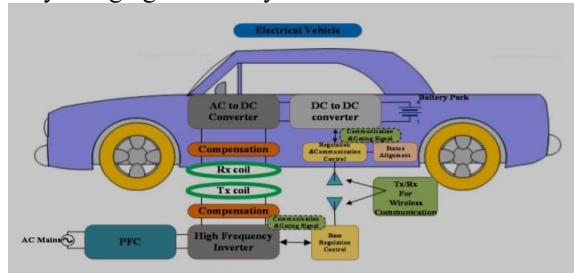 Electrical Vehicle
AC to DC
Converter
DC to DC
converter
Battery Pack
Communication
&Gating Signal
Regulation
&Communication
Control
Status
Alignment
Compensation
Rx coil
Tx coil
Compensation
Tx/Rx
For
Wireless
Communication
Communication
&Gating Signal
AC Mains
PFC
High Frequency
Inverter
Base
Regulation
Control